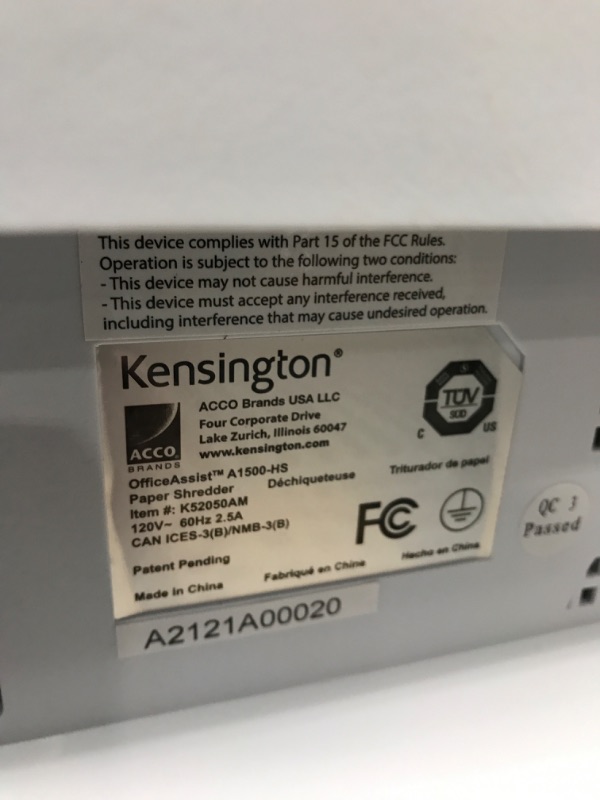 This device complies with Part 15 of the FCC Rules.
Operation is subject to the following two conditions:
- This device may not cause harmful interference.
- This device must accept any interference received,
including interference that may cause undesired operation.
Kensington®
ACCO
BRANDS
ACCO Brands USA LLC
Four Corporate Drive
Lake Zurich, Illinois 60047
www.kensington.com
TÜV
SÜD
C US
OfficeAssist™ A1500-HS
Paper Shredder Déchiqueteuse Triturador de papel
Item #: K52050AM
120V~ 60Hz 2.5A
CAN ICES-3(B)/NMB-3(B)
FC
Patent Pending
Made in China Fabriqué en Chine Hecho en China
QC 3
Passed
A2121A00020